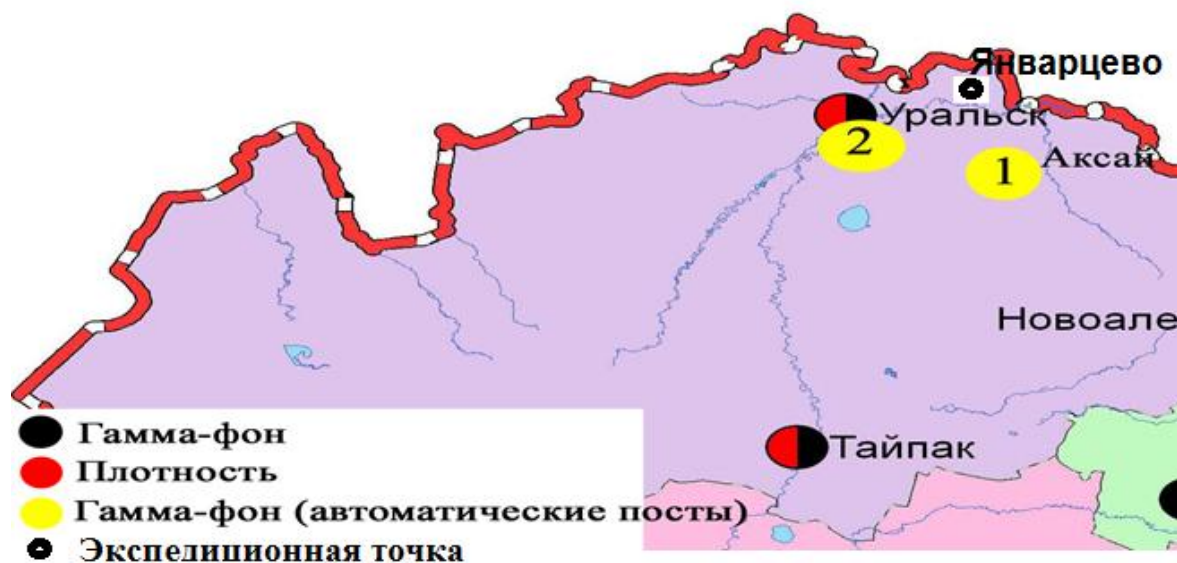 Январцево
Уральск
2
1
Аксай
Новоале
Тайпак
Гамма-фон
Плотность
Гамма-фон (автоматические посты)
Экспедиционная точка